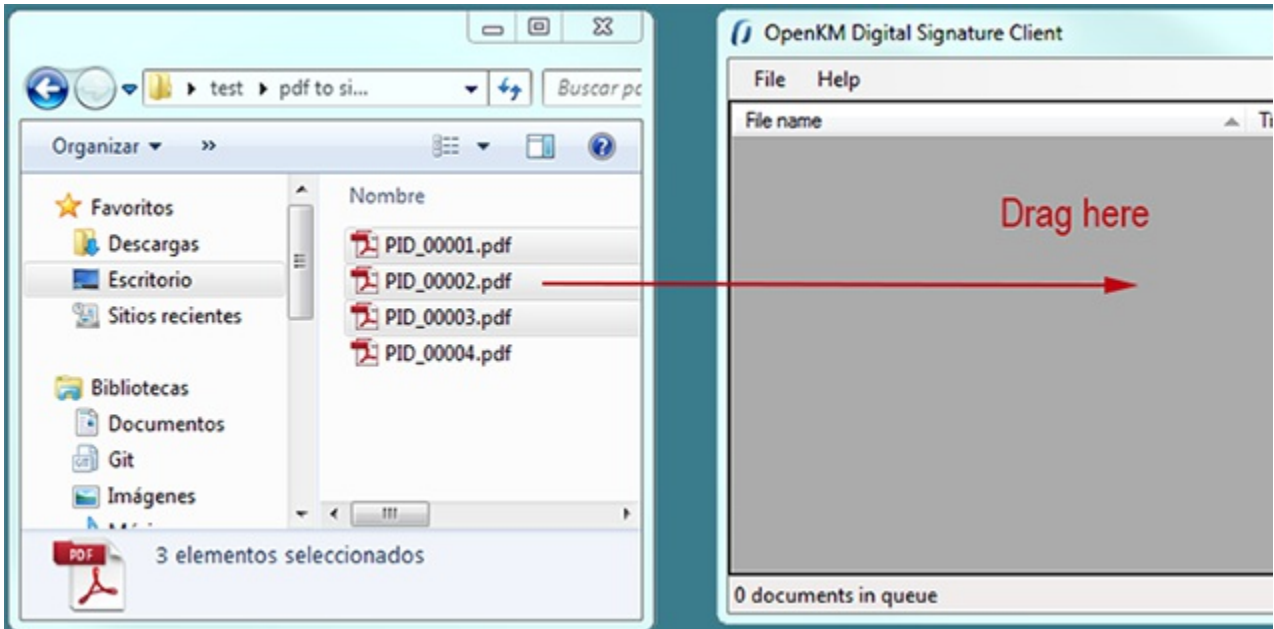 test ▸ pdf to si...
Buscar
Organizar
»
Favoritos
Descargas
Escritorio
Sitios recientes
Bibliotecas
Documentos
Git
Imágenes
Nombre
PID_00001.pdf
PID_00002.pdf
PID_00003.pdf
PID_00004.pdf
PDF
3 elementos seleccionados
OpenKM Digital Signature Client
File Help
File name
Drag here
0 documents in queue